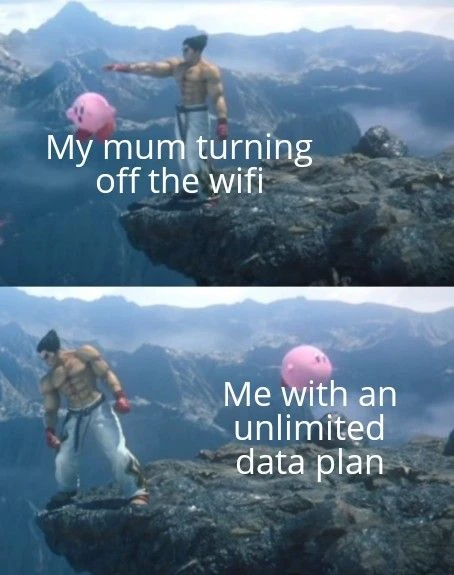 My mum turning
off the wifi
Me with an
unlimited
data plan